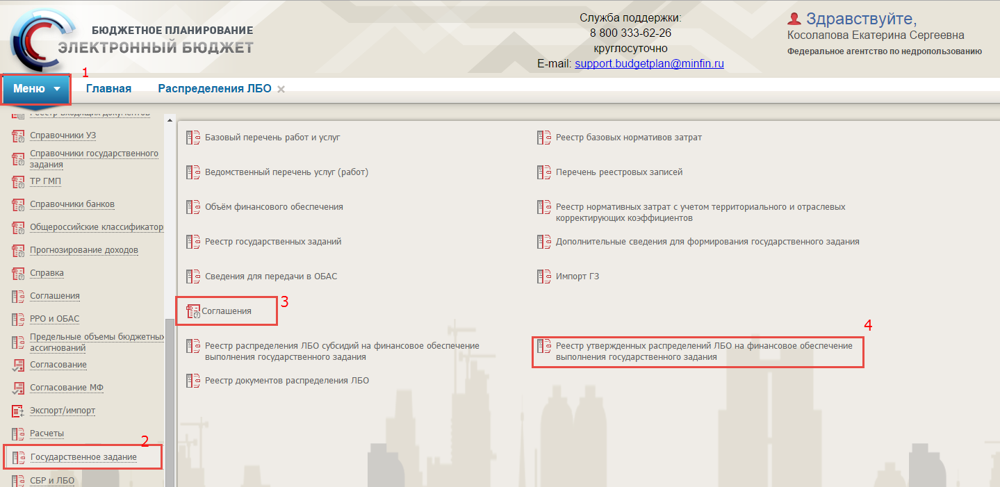 БЮДЖЕТНОЕ ПЛАНИРОВАНИЕ
ЭЛЕКТРОННЫЙ БЮДЖЕТ
Служба поддержки:
8 800 333-62-26
круглосуточно
E-mail: support.budgetplan@minfin.ru
Здравствуйте,
Косолапова Екатерина Сергеевна
Федеральное агентство по недропользованию
1
Меню
Главная
Распределения ЛБО
Реестр входящих документов
Справочники УЗ
Справочники государственного
задания
ТР ГМП
Справочники банков
Общероссийские классификатор
Прогнозирование доходов
Справка
Соглашения
РРО и ОБАС
Предельные объемы бюджетных
ассигнований
Согласование
Согласование МФ
Экспорт/импорт
Расчеты
2
Государственное задание
СБР и ЛБО
Базовый перечень работ и услуг
Реестр базовых нормативов затрат
Ведомственный перечень услуг (работ)
Перечень реестровых записей
Объём финансового обеспечения
Реестр нормативных затрат с учетом территориального и отраслевых
корректирующих коэффициентов
Реестр государственных заданий
Дополнительные сведения для формирования государственного задания
Сведения для передачи в ОБАС
Импорт ГЗ
Соглашения
3
4
Реестр распределения ЛБО субсидий на финансовое обеспечение
выполнения государственного задания
Реестр утвержденных распределений ЛБО на финансовое обеспечение
выполнения государственного задания
Реестр документов распределения ЛБО